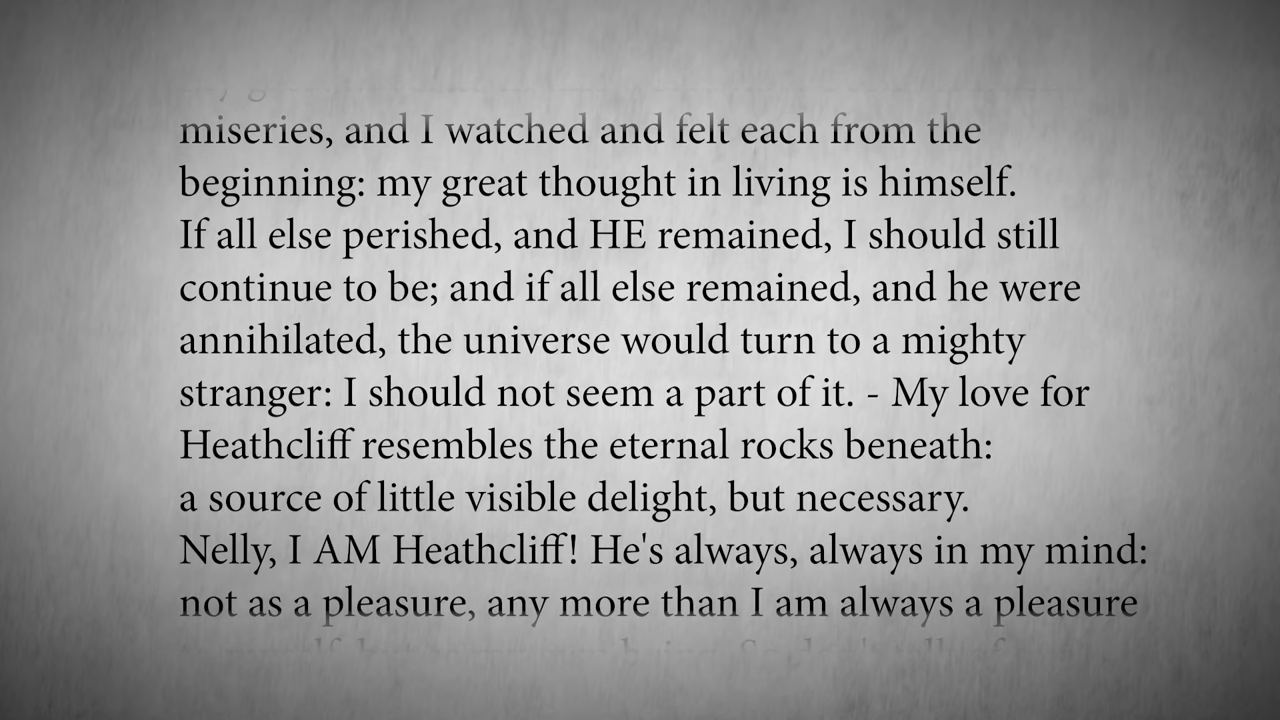 miseries, and I watched and felt each from the
beginning: my great thought in living is himself.
If all else perished, and HE remained, I should still
continue to be; and if all else remained, and he were
annihilated, the universe would turn to a mighty
stranger: I should not seem a part of it. - My love for
Heathcliff resembles the eternal rocks beneath:
a source of little visible delight, but necessary.
Nelly, I AM Heathcliff! He's always, always in my mind:
not as a pleasure, any more than I am always a pleasure